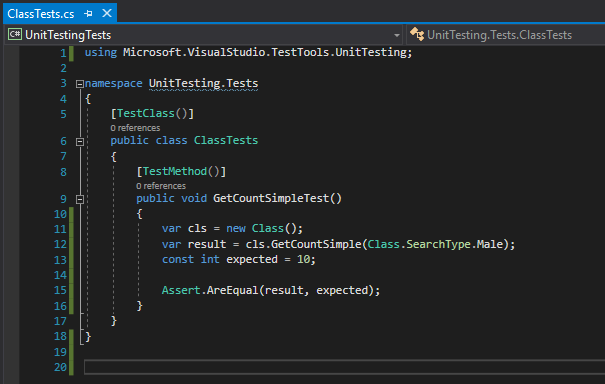 ClassTests.cs
C# UnitTestingTests UnitTesting.Tests.ClassTests
1 using Microsoft.VisualStudio.TestTools.UnitTesting;
2
3 namespace UnitTesting.Tests
4 {
5 [TestClass()]
0 references
6 public class ClassTests
7 {
8 [TestMethod()]
0 references
9 public void GetCountSimpleTest()
10 {
11 var cls = new Class();
12 var result = cls.GetCountSimple(Class.SearchType.Male);
13 const int expected = 10;
14
15 Assert.AreEqual(result, expected);
16 }
17 }
18 }
19
20